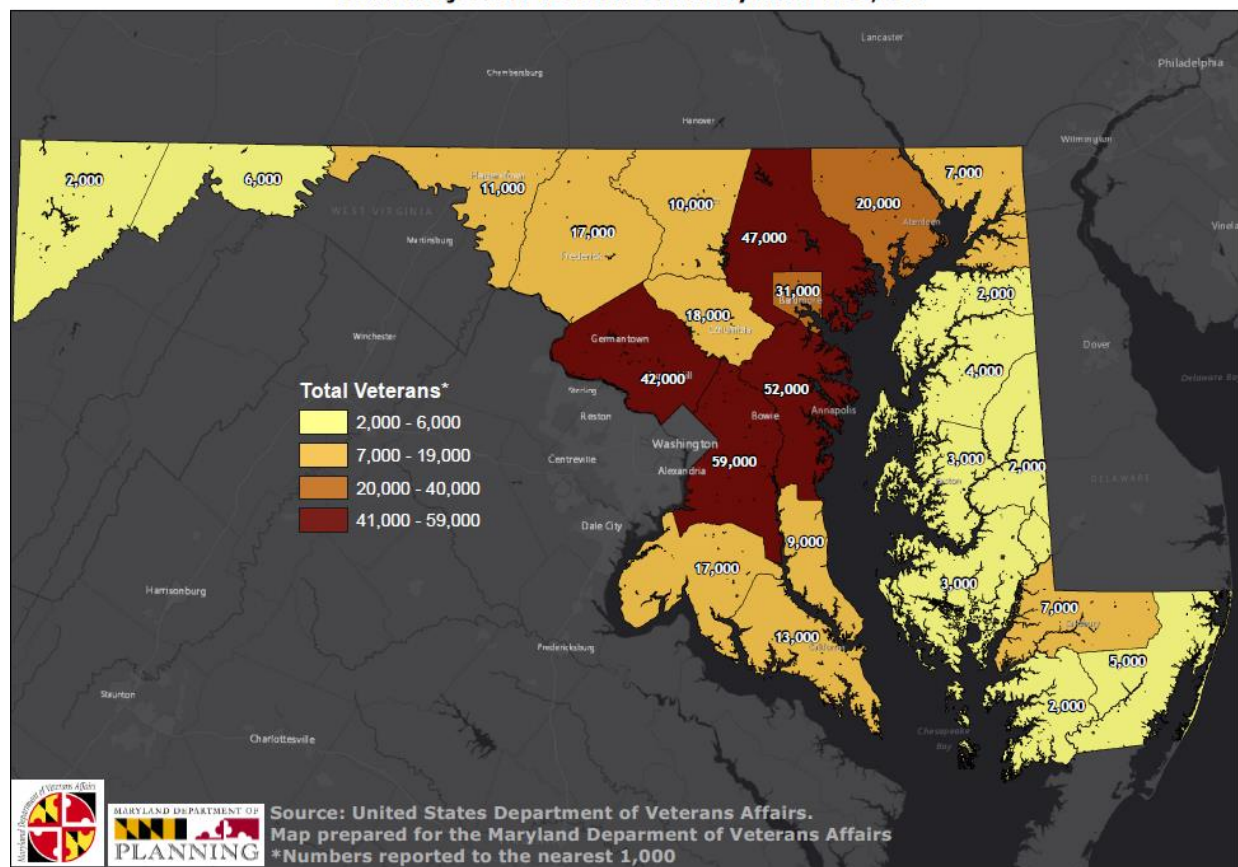 Lancaster
Philadelphia
Chambersburg
Hanover
Wilmington
2,000
6,000
Hagerstown
11,000
WEST VIRGINIA
Martinsburg
17,000
Frederick
10,000
47,000
20,000
Aberdeen
7,000
31,000
Baltimore
18,000
Columbia
2,000
Winchester
Germantown
42,000
52,000
4,000
Dover
Sterling
Reston
Bowie
Annapolis
Washington
Centreville
Alexandria
59,000
3,000
Easton
2,000
DELAWARE
Total Veterans*
2,000 - 6,000
7,000 - 19,000
20,000 - 40,000
41,000 - 59,000
Dale City
9,000
17,000
3,000
7,000
Salisbury
Harrisonburg
13,000
California
Fredericksburg
5,000
2,000
Staunton
Charlottesville
Chesapeake
Bay
Maryland Department of Veterans Affairs
MARYLAND DEPARTMENT OF
PLANNING
Source: United States Department of Veterans Affairs.
Map prepared for the Maryland Deparment of Veterans Affairs
*Numbers reported to the nearest 1,000